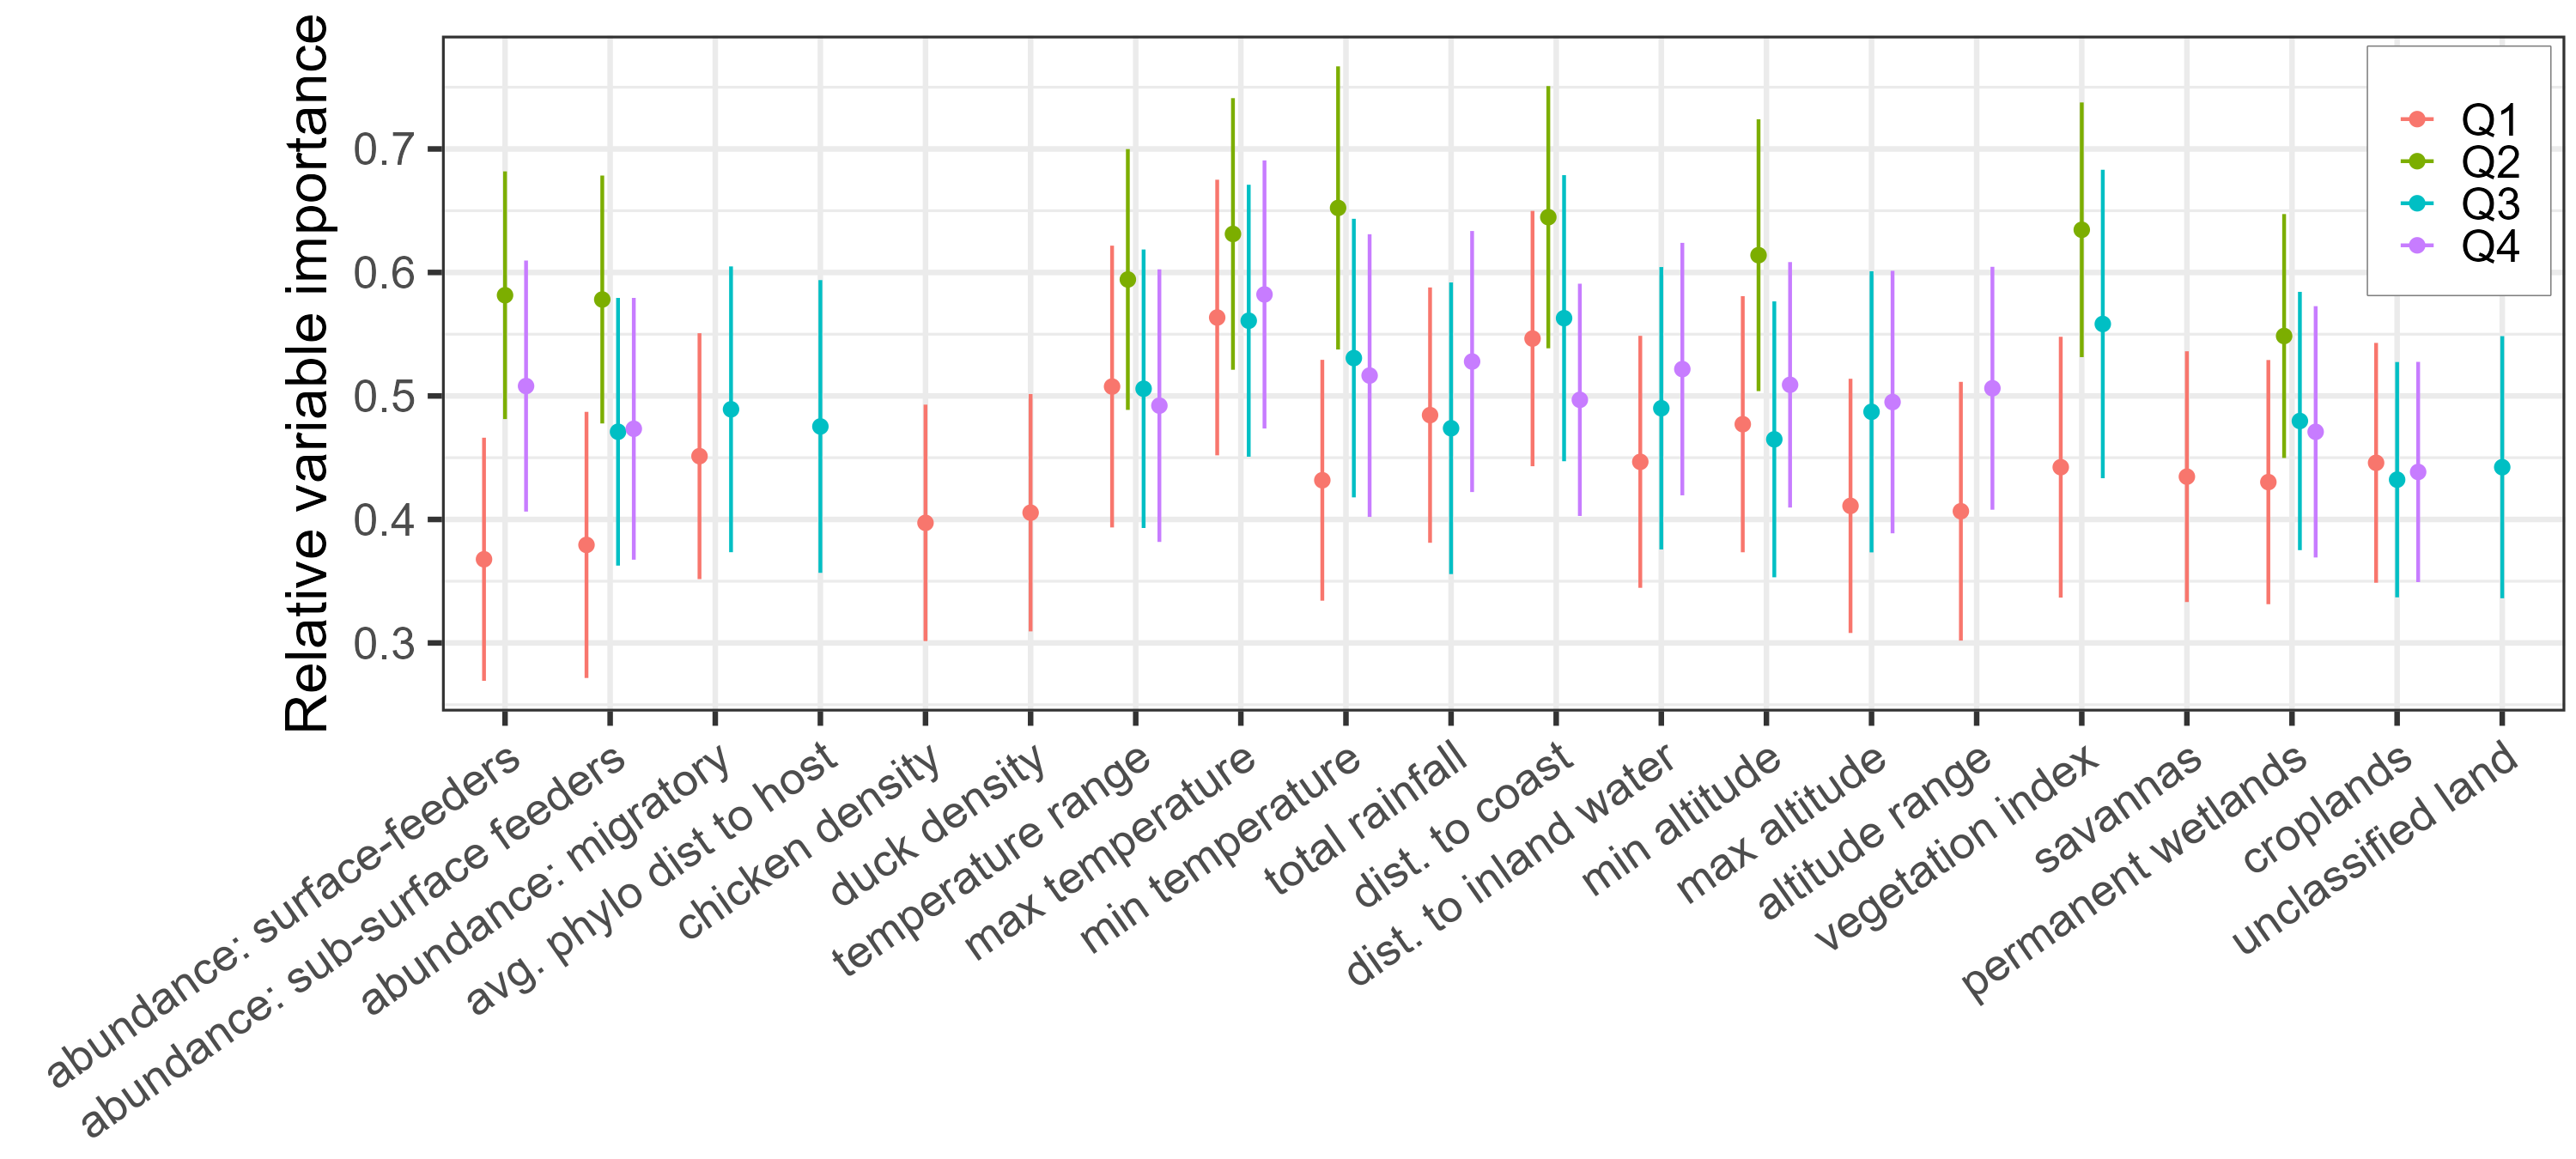 Relative variable importance
0.7
0.6
0.5
0.4
0.3
Q1
Q2
Q3
Q4
abundance: surface-feeders
abundance: sub-surface feeders
abundance: migratory
avg. phylo dist to host
chicken density
duck density
temperature range
max temperature
min temperature
total rainfall
dist. to coast
dist. to inland water
min altitude
max altitude
altitude range
vegetation index
savannas
permanent wetlands
croplands
unclassified land